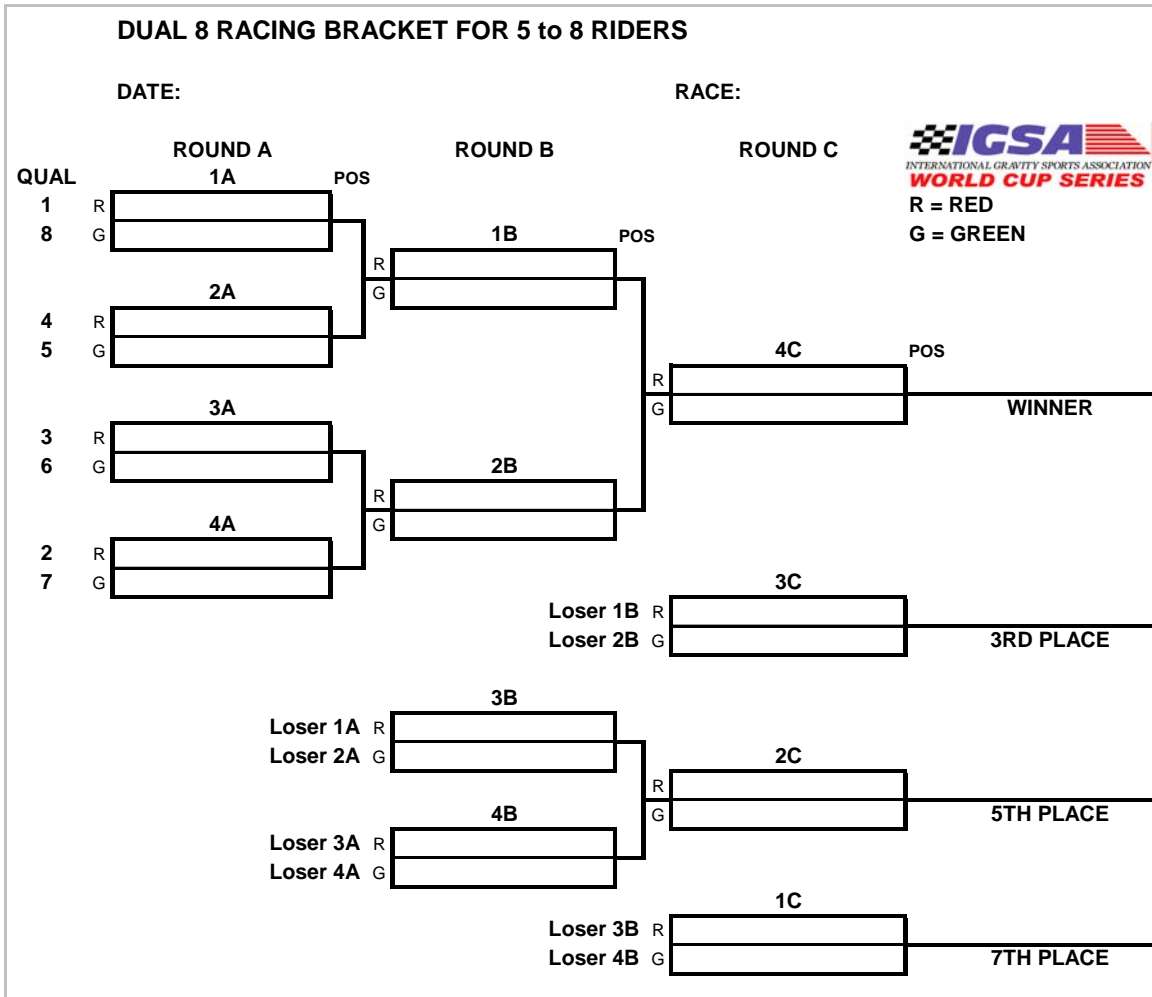 DUAL 8 RACING BRACKET FOR 5 to 8 RIDERS
DATE: RACE:
ROUND A ROUND B ROUND C
IGSA
INTERNATIONAL GRAVITY SPORTS ASSOCIATION
WORLD CUP SERIES
QUAL 1A POS
1 R R = RED
8 G 1B POS G = GREEN
R
2A G
4 R
5 G 4C POS
R
3A G WINNER
3 R
6 G 2B
R
4A G
2 R
7 G 3C
Loser 1B R
Loser 2B G 3RD PLACE
3B
Loser 1A R
Loser 2A G 2C
R
4B G 5TH PLACE
Loser 3A R
Loser 4A G
1C
Loser 3B R
Loser 4B G 7TH PLACE